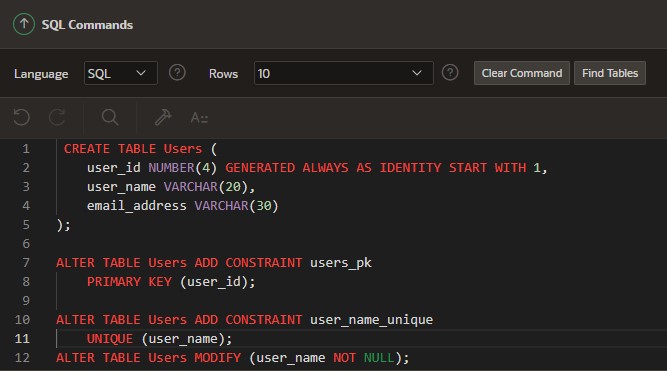 SQL Commands
Language SQL Rows 10 Clear Command Find Tables
A::
1 CREATE TABLE Users (
2 user_id NUMBER(4) GENERATED ALWAYS AS IDENTITY START WITH 1,
3 user_name VARCHAR(20),
4 email_address VARCHAR(30)
5 );
6
7 ALTER TABLE Users ADD CONSTRAINT users_pk
8 PRIMARY KEY (user_id);
9
10 ALTER TABLE Users ADD CONSTRAINT user_name_unique
11 UNIQUE (user_name);
12 ALTER TABLE Users MODIFY (user_name NOT NULL);